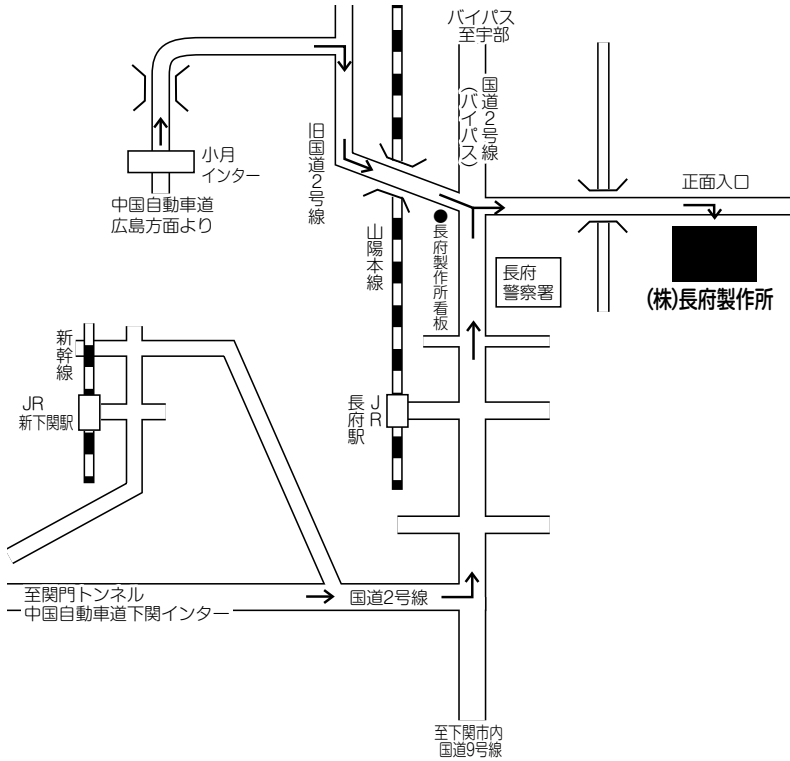 バイパス
至宇部
国道2号線
(バイパス)
旧国道2号線
小月
インター
中国自動車道
広島方面より
正面入口
山陽本線
長府製作所看板
長府
警察署
(株)長府製作所
新幹線
JR
新下関駅
JR
長府駅
至関門トンネル
中国自動車道下関インター
国道2号線
至下関市内
国道9号線